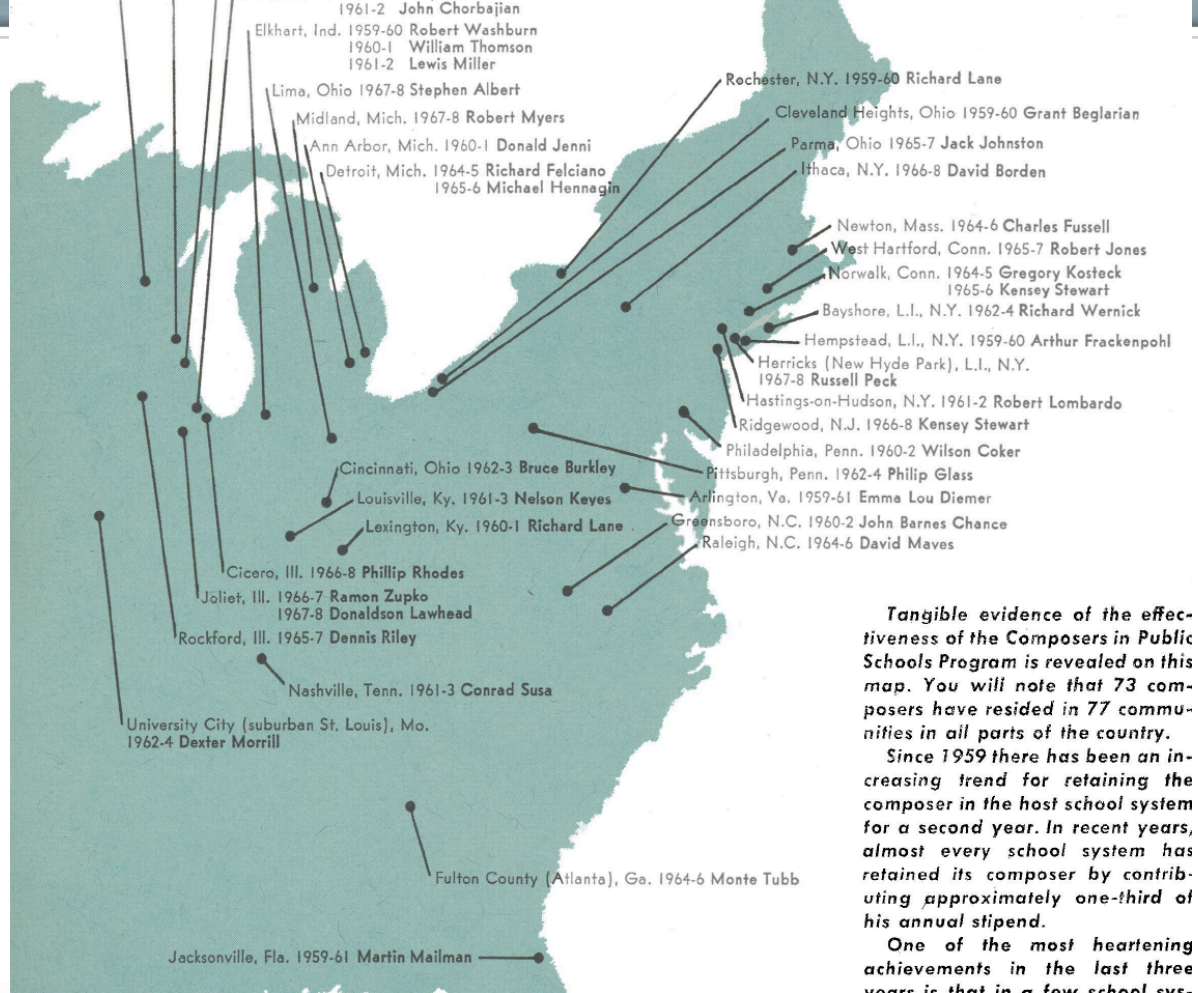 1961-2 John Chorbajian
Elkhart, Ind. 1959-60 Robert Washburn
1960-1 William Thomson
1961-2 Lewis Miller
Lima, Ohio 1967-8 Stephen Albert
Midland, Mich. 1967-8 Robert Myers
Ann Arbor, Mich. 1960-1 Donald Jenni
Detroit, Mich. 1964-5 Richard Felciano
1965-6 Michael Hennagin
Rochester, N.Y. 1959-60 Richard Lane
Cleveland Heights, Ohio 1959-60 Grant Beglarian
Parma, Ohio 1965-7 Jack Johnston
Ithaca, N.Y. 1966-8 David Borden
Newton, Mass. 1964-6 Charles Fussell
West Hartford, Conn. 1965-7 Robert Jones
Norwalk, Conn. 1964-5 Gregory Kosteck
1965-6 Kensey Stewart
Bayshore, L.I., N.Y. 1962-4 Richard Wernick
Hempstead, L.I., N.Y. 1959-60 Arthur Frackenpohl
Herricks (New Hyde Park), L.I., N.Y.
1967-8 Russell Peck
Hastings-on-Hudson, N.Y. 1961-2 Robert Lombardo
Ridgewood, N.J. 1966-8 Kensey Stewart
Philadelphia, Penn. 1960-2 Wilson Coker
Pittsburgh, Penn. 1962-4 Philip Glass
Arlington, Va. 1959-61 Emma Lou Diemer
Greensboro, N.C. 1960-2 John Barnes Chance
Raleigh, N.C. 1964-6 David Maves
Cincinnati, Ohio 1962-3 Bruce Burkley
Louisville, Ky. 1961-3 Nelson Keyes
Lexington, Ky. 1960-1 Richard Lane
Cicero, Ill. 1966-8 Phillip Rhodes
Joliet, Ill. 1966-7 Ramon Zupko
1967-8 Donaldson Lawhead
Rockford, Ill. 1965-7 Dennis Riley
Nashville, Tenn. 1961-3 Conrad Susa
University City (suburban St. Louis), Mo.
1962-4 Dexter Morrill
Fulton County (Atlanta), Ga. 1964-6 Monte Tubb
Jacksonville, Fla. 1959-61 Martin Mailman
Tangible evidence of the effec-
tiveness of the Composers in Public
Schools Program is revealed on this
map. You will note that 73 com-
posers have resided in 77 commu-
nities in all parts of the country.
Since 1959 there has been an in-
creasing trend for retaining the
composer in the host school system
for a second year. In recent years,
almost every school system has
retained its composer by contrib-
uting approximately one-third of
his annual stipend.
One of the most heartening
achievements in the last three
years is that in a few school sys-